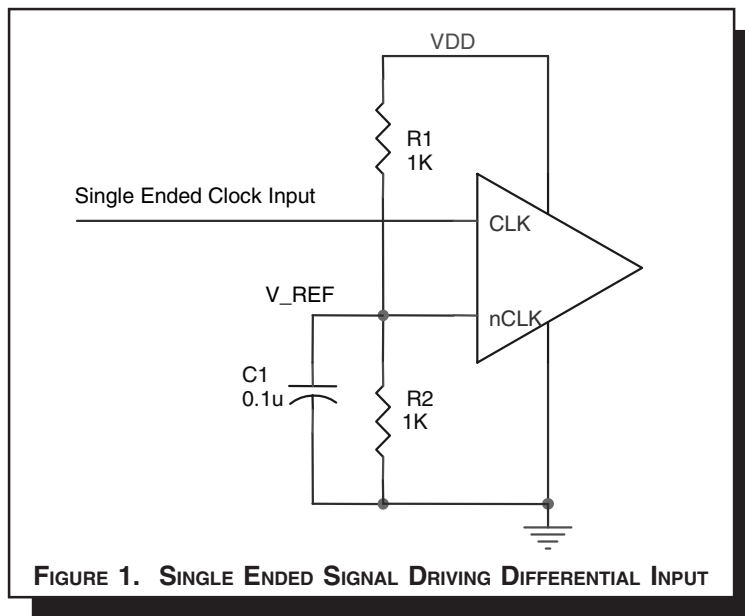 VDD
R1
1K
Single Ended Clock Input
CLK
V_REF
nCLK
C1
0.1u
R2
1K
FIGURE 1. SINGLE ENDED SIGNAL DRIVING DIFFERENTIAL INPUT